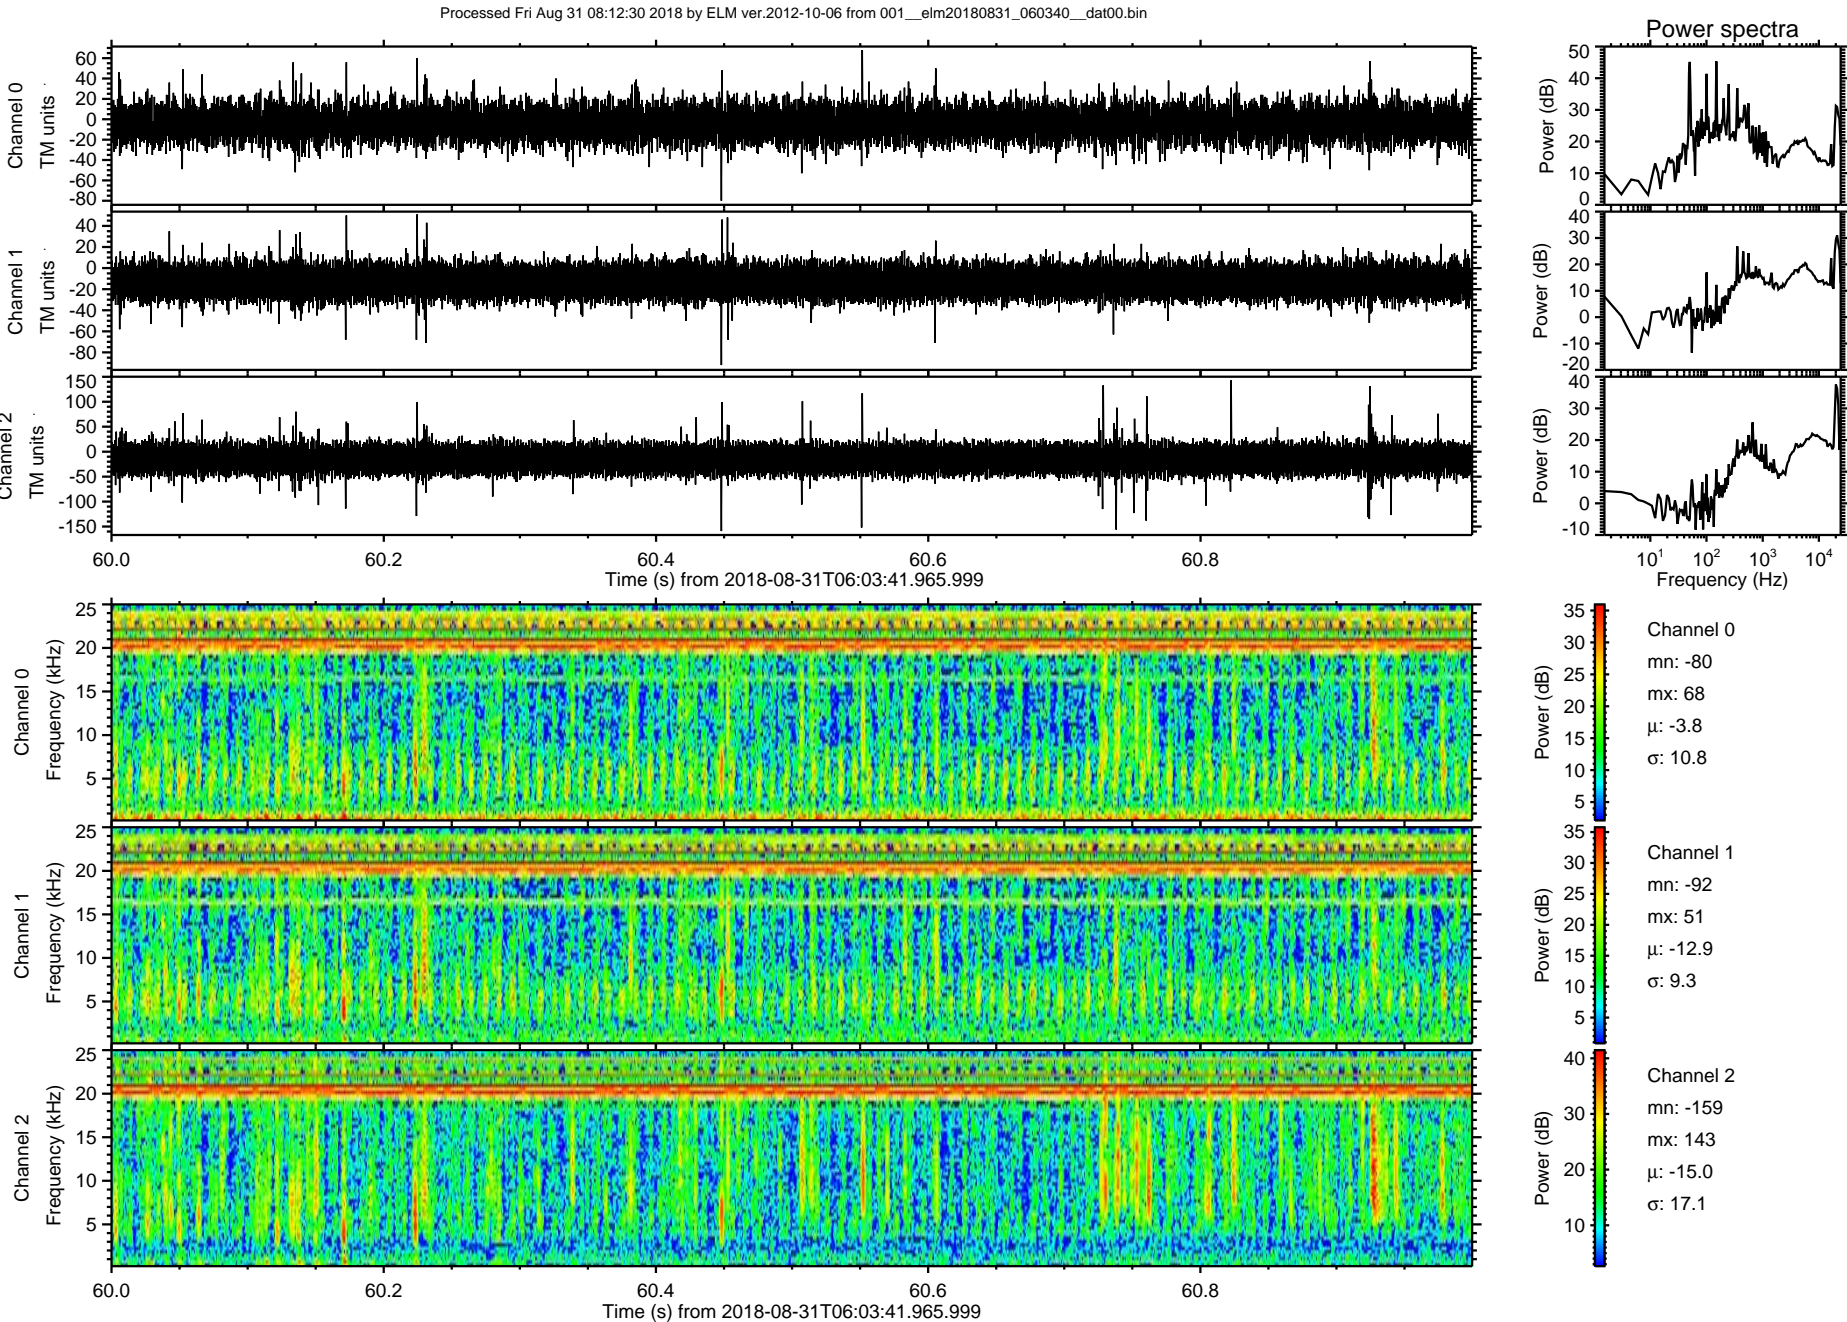 Processed Fri Aug 31 08:12:30 2018 by ELM ver.2012-10-06 from 001__elm20180831_060340__dat00.bin
Power spectra
Channel 0
TM units
60
40
20
0
-20
-40
-60
-80
Power (dB)
50
40
30
20
10
0
Channel 1
TM units
40
20
0
-20
-40
-60
-80
Power (dB)
40
30
20
10
0
-10
-20
Channel 2
TM units
150
100
50
0
-50
-100
-150
Power (dB)
40
30
20
10
0
-10
60.0 60.2 60.4 60.6 60.8
Time (s) from 2018-08-31T06:03:41.965.999
10^1 10^2 10^3 10^4
Frequency (Hz)
Channel 0
Frequency (kHz)
25
20
15
10
5
Power (dB)
35
30
25
20
15
10
5
Channel 0
mn: -80
mx: 68
μ: -3.8
σ: 10.8
Channel 1
Frequency (kHz)
25
20
15
10
5
Power (dB)
35
30
25
20
15
10
5
Channel 1
mn: -92
mx: 51
μ: -12.9
σ: 9.3
Channel 2
Frequency (kHz)
25
20
15
10
5
Power (dB)
40
30
20
10
Channel 2
mn: -159
mx: 143
μ: -15.0
σ: 17.1
60.0 60.2 60.4 60.6 60.8
Time (s) from 2018-08-31T06:03:41.965.999